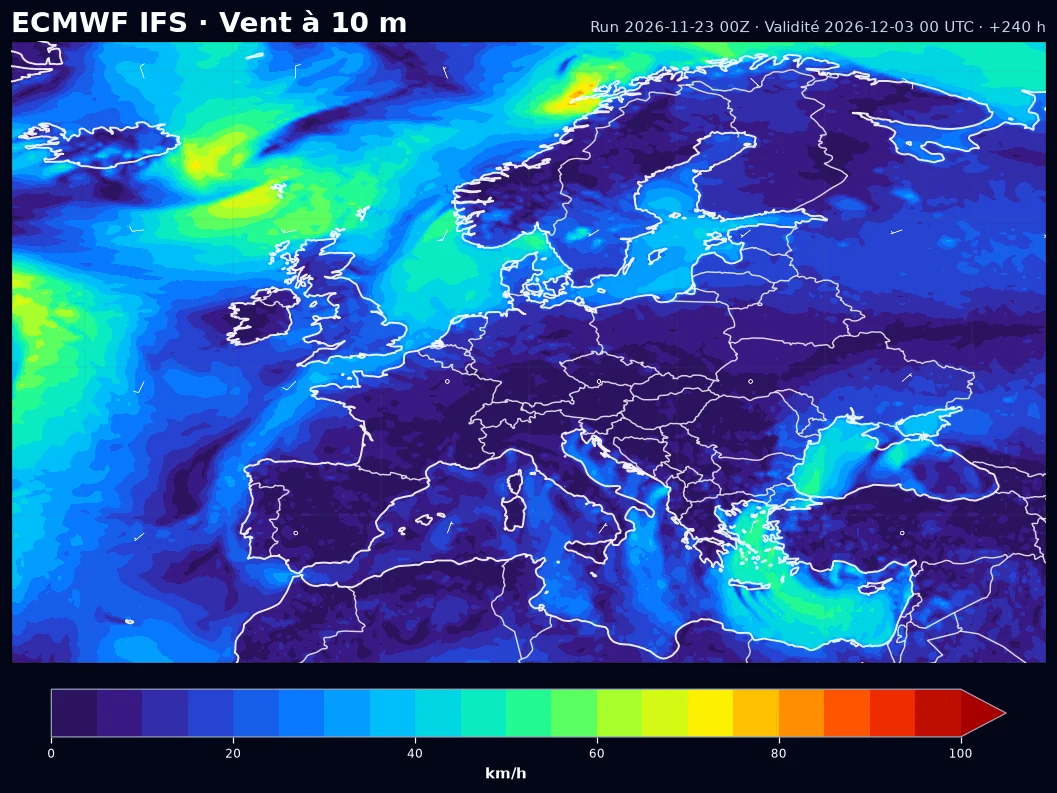 ECMWF IFS · Vent à 10 m
Run 2026-11-23 00Z · Validité 2026-12-03 00 UTC · +240 h
0 20 40 60 80 100
km/h